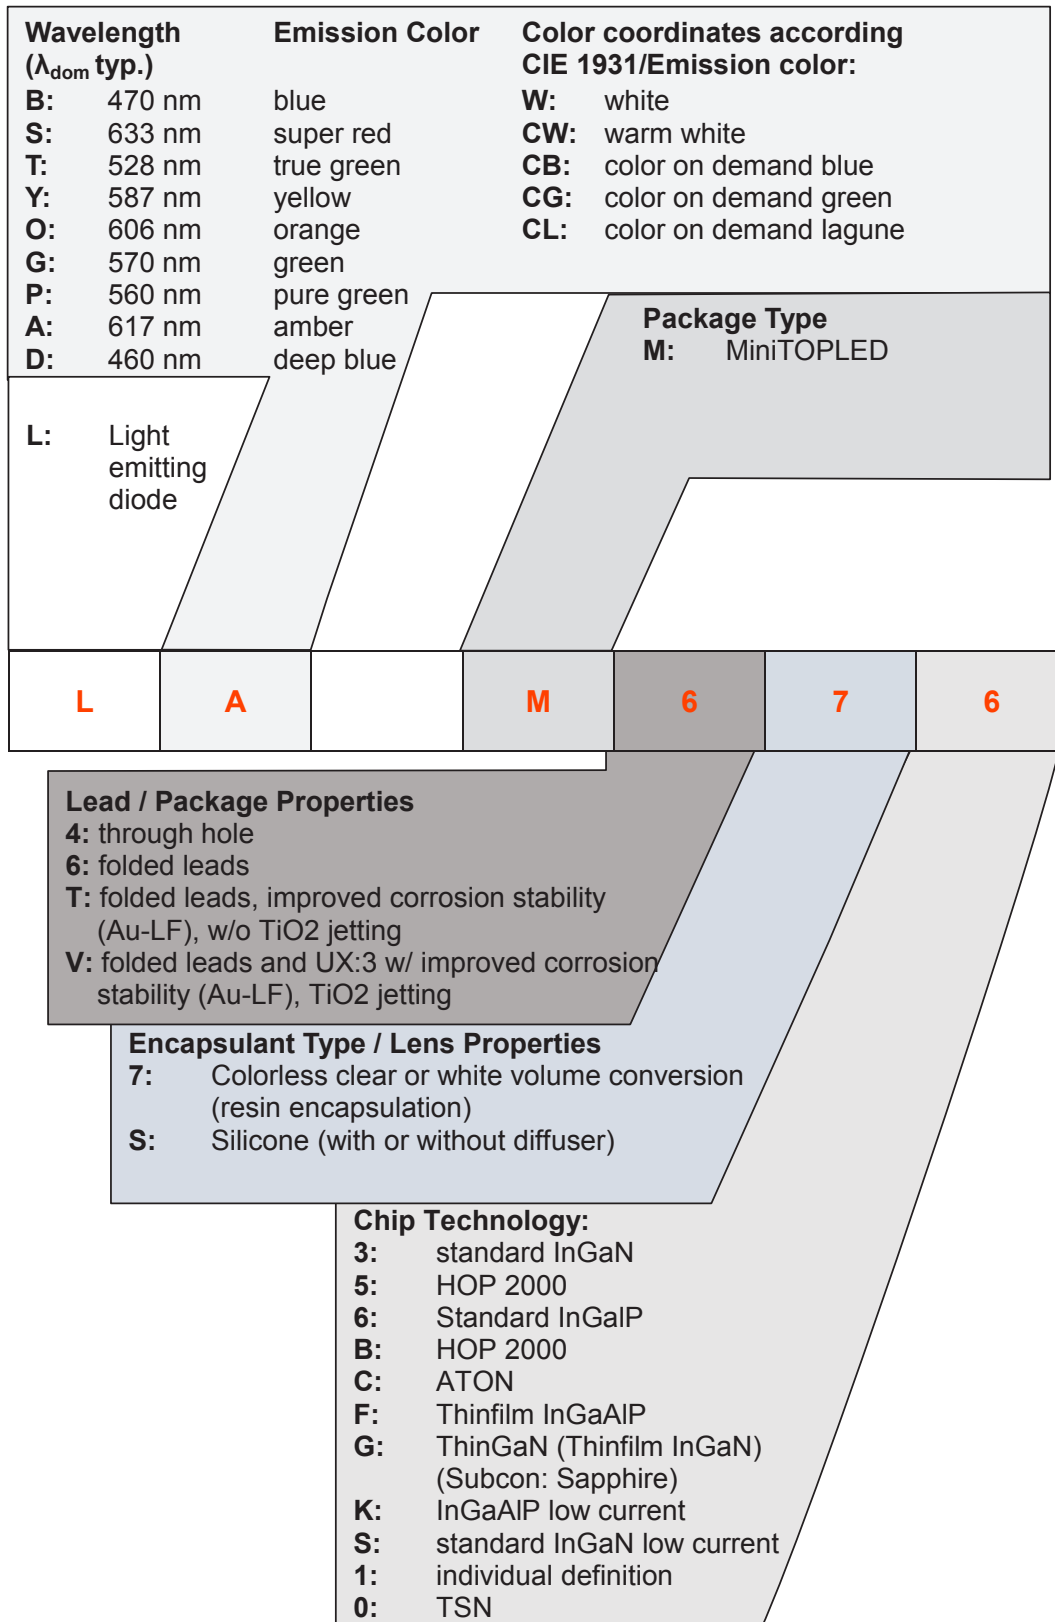 Wavelength Emission Color Color coordinates according
(λdom typ.) CIE 1931/Emission color:
B: 470 nm blue W: white
S: 633 nm super red CW: warm white
T: 528 nm true green CB: color on demand blue
Y: 587 nm yellow CG: color on demand green
O: 606 nm orange CL: color on demand lagune
G: 570 nm green
P: 560 nm pure green
A: 617 nm amber
D: 460 nm deep blue
Package Type
M: MiniTOPLED
L: Light
emitting
diode
L A M 6 7 6
Lead / Package Properties
4: through hole
6: folded leads
T: folded leads, improved corrosion stability
(Au-LF), w/o TiO2 jetting
V: folded leads and UX:3 w/ improved corrosion
stability (Au-LF), TiO2 jetting
Encapsulant Type / Lens Properties
7: Colorless clear or white volume conversion
(resin encapsulation)
S: Silicone (with or without diffuser)
Chip Technology:
3: standard InGaN
5: HOP 2000
6: Standard InGalP
B: HOP 2000
C: ATON
F: Thinfilm InGaAlP
G: ThinGaN (Thinfilm InGaN)
(Subcon: Sapphire)
K: InGaAlP low current
S: standard InGaN low current
1: individual definition
0: TSN